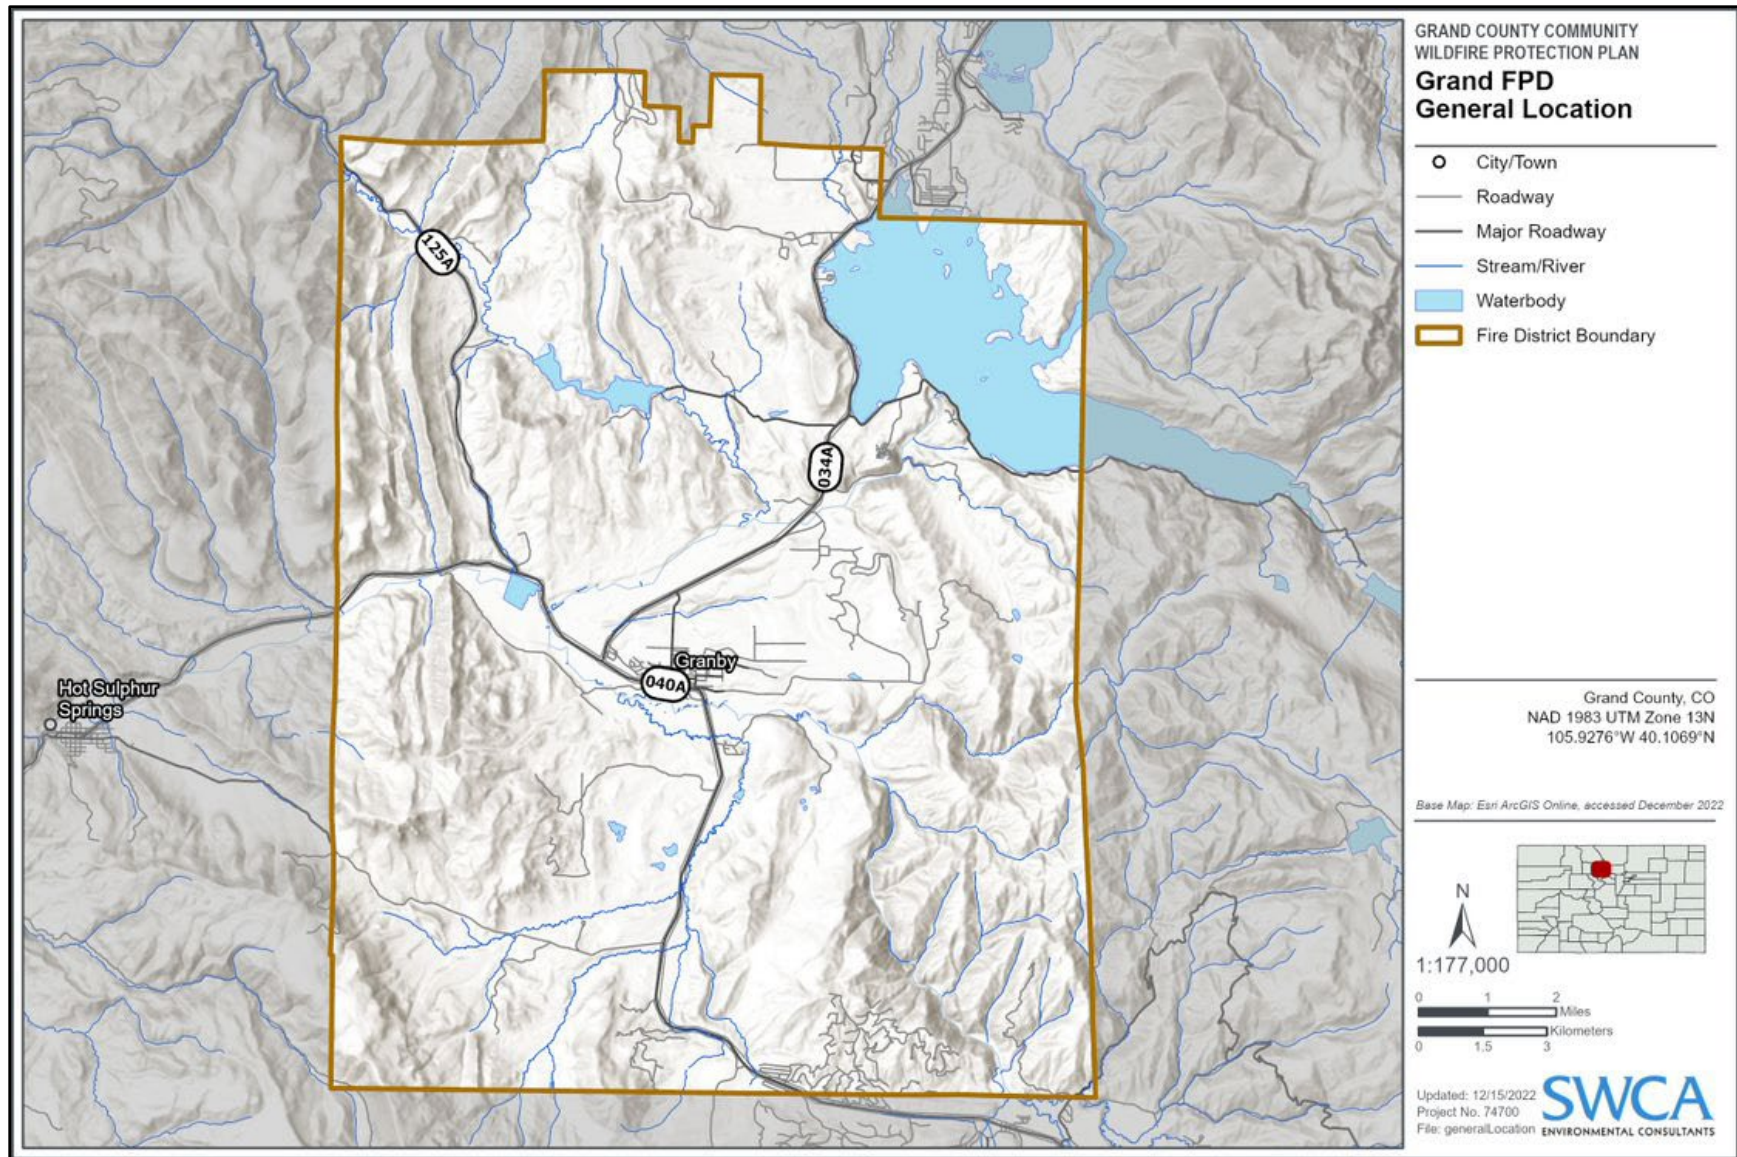 GRAND COUNTY COMMUNITY
WILDFIRE PROTECTION PLAN
Grand FPD
General Location
City/Town
Roadway
Major Roadway
Stream/River
Waterbody
Fire District Boundary
125A
034A
Granby
040A
Hot Sulphur
Springs
Grand County, CO
NAD 1983 UTM Zone 13N
105.9276°W 40.1069°N
Base Map: Esri ArcGIS Online, accessed December 2022
N
1:177,000
0 1 2
Miles
Kilometers
0 1.5 3
Updated: 12/15/2022
Project No. 74700
File: generalLocation
SWCA
ENVIRONMENTAL CONSULTANTS